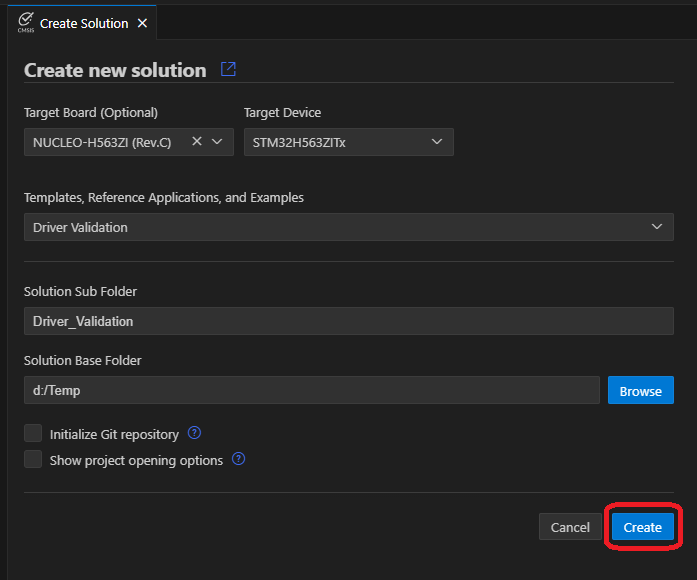 CMSIS
Create Solution
Create new solution
Target Board (Optional) Target Device
NUCLEO-H563ZI (Rev.C) STM32H563ZITx
Templates, Reference Applications, and Examples
Driver Validation
Solution Sub Folder
Driver_Validation
Solution Base Folder
d:/Temp Browse
Initialize Git repository ?
Show project opening options ?
Cancel Create